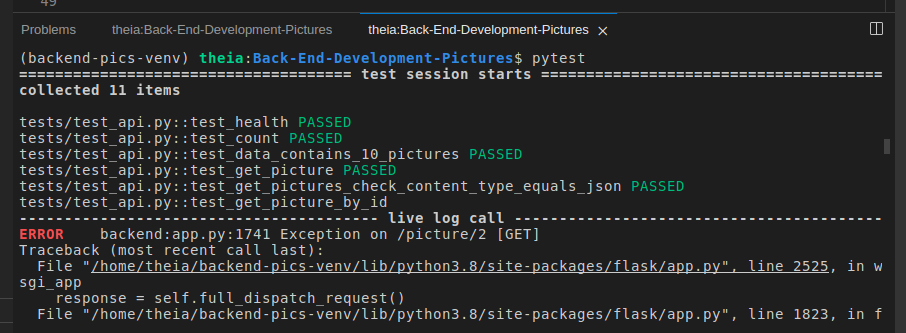 49
Problems theia:Back-End-Development-Pictures theia:Back-End-Development-Pictures ×
(backend-pics-venv) theia:Back-End-Development-Pictures$ pytest
===================================== test session starts ======================================
collected 11 items
tests/test_api.py::test_health PASSED
tests/test_api.py::test_count PASSED
tests/test_api.py::test_data_contains_10_pictures PASSED
tests/test_api.py::test_get_picture PASSED
tests/test_api.py::test_get_pictures_check_content_type_equals_json PASSED
tests/test_api.py::test_get_picture_by_id
---------------------------------------- live log call -----------------------------------------
ERROR    backend:app.py:1741 Exception on /picture/2 [GET]
Traceback (most recent call last):
  File "/home/theia/backend-pics-venv/lib/python3.8/site-packages/flask/app.py", line 2525, in w
sgi_app
    response = self.full_dispatch_request()
  File "/home/theia/backend-pics-venv/lib/python3.8/site-packages/flask/app.py", line 1823, in f